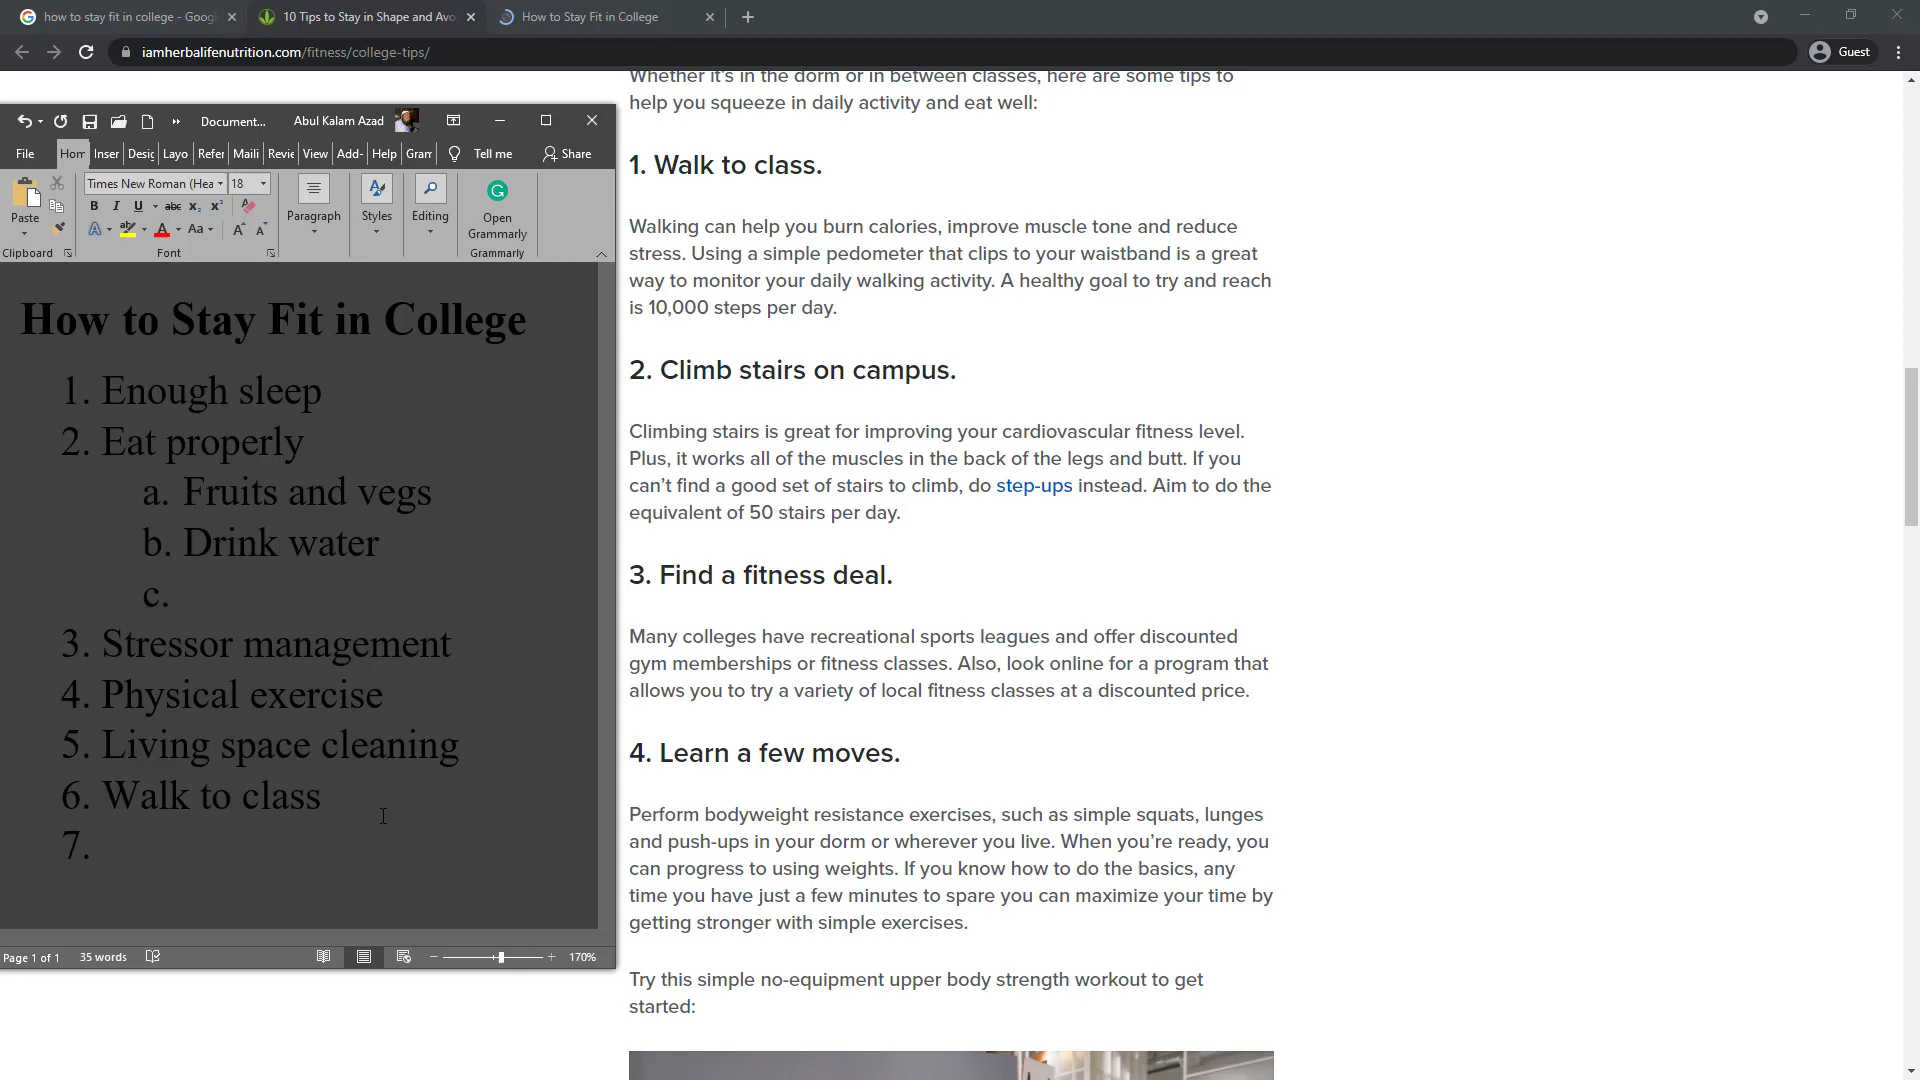 how to stay fit in college - Goog
10 Tips to Stay in Shape and Avo
How to Stay Fit in College
iamherbalifenutrition.com/fitness/college-tips/
Guest
Document...
Abul Kalam Azad
File
Hom
Inser
Desig
Layo
Refer
Maili
Revie
View
Add-
Help
Gram
Tell me
Share
Paste
Times New Roman (Hea
18
B I U abc x₂ x²
A
A
Aa
A
A
Paragraph
Styles
Editing
Open
Grammarly
Clipboard
Font
Grammarly
How to Stay Fit in College
1. Enough sleep
2. Eat properly
a. Fruits and vegs
b. Drink water
c.
3. Stressor management
4. Physical exercise
5. Living space cleaning
6. Walk to class
7.
Page 1 of 1
35 words
170%
Whether it's in the dorm or in between classes, here are some tips to
help you squeeze in daily activity and eat well:
1. Walk to class.
Walking can help you burn calories, improve muscle tone and reduce
stress. Using a simple pedometer that clips to your waistband is a great
way to monitor your daily walking activity. A healthy goal to try and reach
is 10,000 steps per day.
2. Climb stairs on campus.
Climbing stairs is great for improving your cardiovascular fitness level.
Plus, it works all of the muscles in the back of the legs and butt. If you
can't find a good set of stairs to climb, do step-ups instead. Aim to do the
equivalent of 50 stairs per day.
3. Find a fitness deal.
Many colleges have recreational sports leagues and offer discounted
gym memberships or fitness classes. Also, look online for a program that
allows you to try a variety of local fitness classes at a discounted price.
4. Learn a few moves.
Perform bodyweight resistance exercises, such as simple squats, lunges
and push-ups in your dorm or wherever you live. When you're ready, you
can progress to using weights. If you know how to do the basics, any
time you have just a few minutes to spare you can maximize your time by
getting stronger with simple exercises.
Try this simple no-equipment upper body strength workout to get
started: